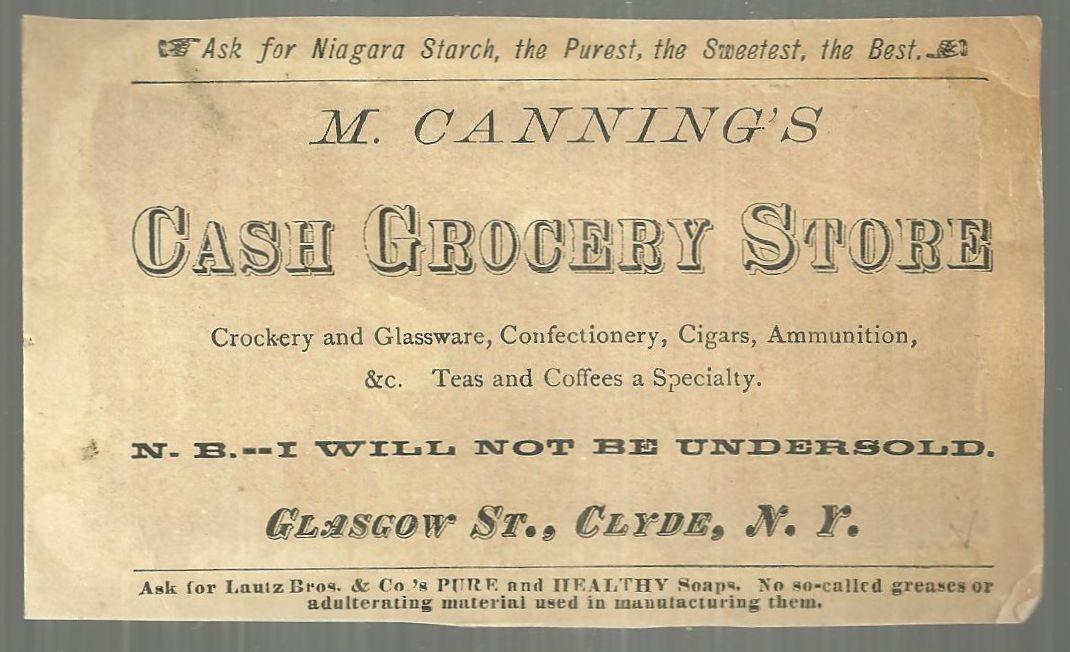 ☞ Ask for Niagara Starch, the Purest, the Sweetest, the Best. ☜
M. CANNING'S
CASH GROCERY STORE
Crockery and Glassware, Confectionery, Cigars, Ammunition,
&c. Teas and Coffees a Specialty.
N. B.--I WILL NOT BE UNDERSOLD.
GLASGOW ST., CLYDE, N. Y.
Ask for Lautz Bros. & Co.'s PURE and HEALTHY Soaps. No so-called greases or
adulterating material used in manufacturing them.